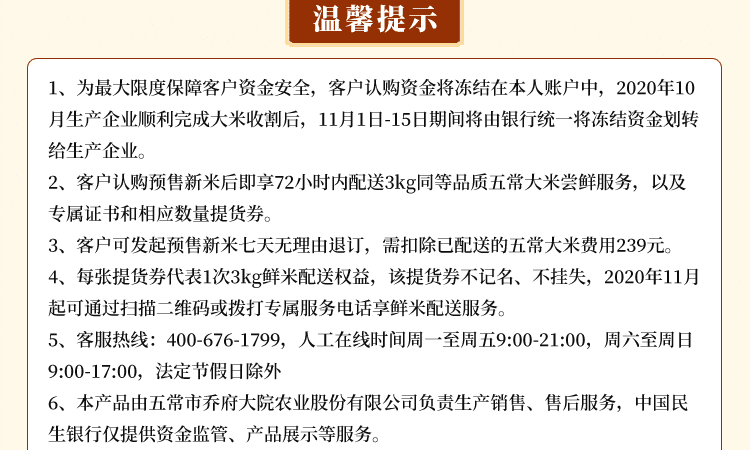 温馨提示
1、为最大限度保障客户资金安全，客户认购资金将冻结在本人账户中，2020年10
月生产企业顺利完成大米收割后，11月1日-15日期间将由银行统一将冻结资金划转
给生产企业。
2、客户认购预售新米后即享72小时内配送3kg同等品质五常大米尝鲜服务，以及
专属证书和相应数量提货券。
3、客户可发起预售新米七天无理由退订，需扣除已配送的五常大米费用239元。
4、每张提货券代表1次3kg鲜米配送权益，该提货券不记名、不挂失，2020年11月
起可通过扫描二维码或拨打专属服务电话享鲜米配送服务。
5、客服热线：400-676-1799，人工在线时间周一至周五9:00-21:00，周六至周日
9:00-17:00，法定节假日除外
6、本产品由五常市乔府大院农业股份有限公司负责生产销售、售后服务，中国民
生银行仅提供资金监管、产品展示等服务。